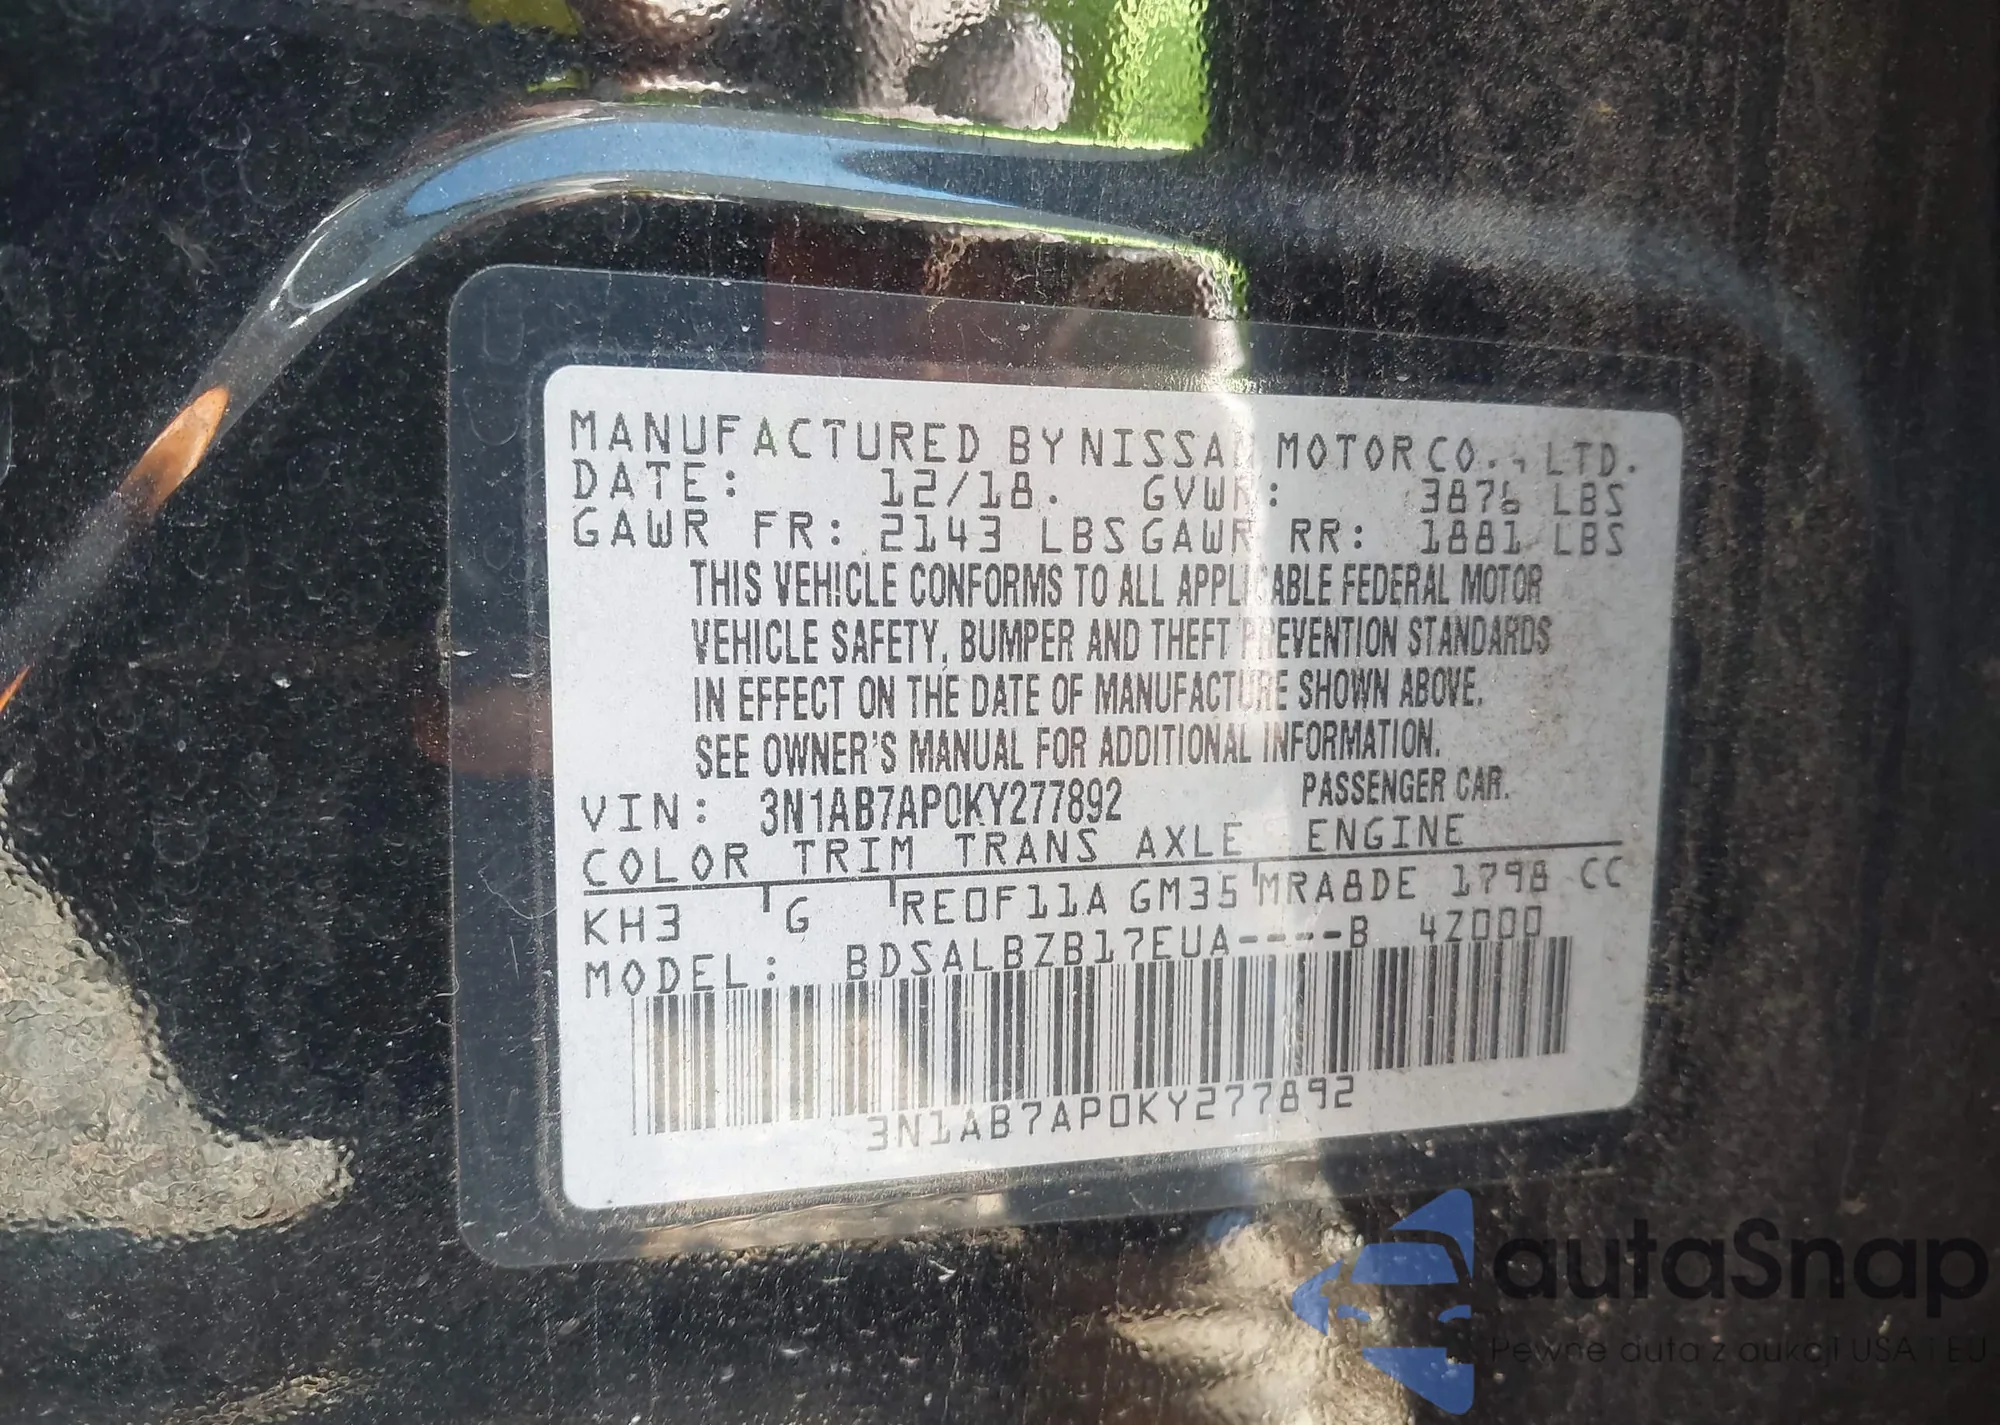 MANUFACTURED BY NISSAN MOTOR CO., LTD.
DATE: 12/18. GVWR: 3876 LBS
GAWR FR: 2143 LBS GAWR RR: 1881 LBS
THIS VEHICLE CONFORMS TO ALL APPLICABLE FEDERAL MOTOR
VEHICLE SAFETY, BUMPER AND THEFT PREVENTION STANDARDS
IN EFFECT ON THE DATE OF MANUFACTURE SHOWN ABOVE.
SEE OWNER'S MANUAL FOR ADDITIONAL INFORMATION.
VIN: 3N1AB7AP0KY277892 PASSENGER CAR.
COLOR TRIM TRANS AXLE ENGINE
KH3 G RE0F11A GM35 MRA8DE 1798 CC
MODEL: BDSALBZB17EUA----B 4Z000
3N1AB7AP0KY277892
autaSnap
Pewne auta z aukcji USA i EU